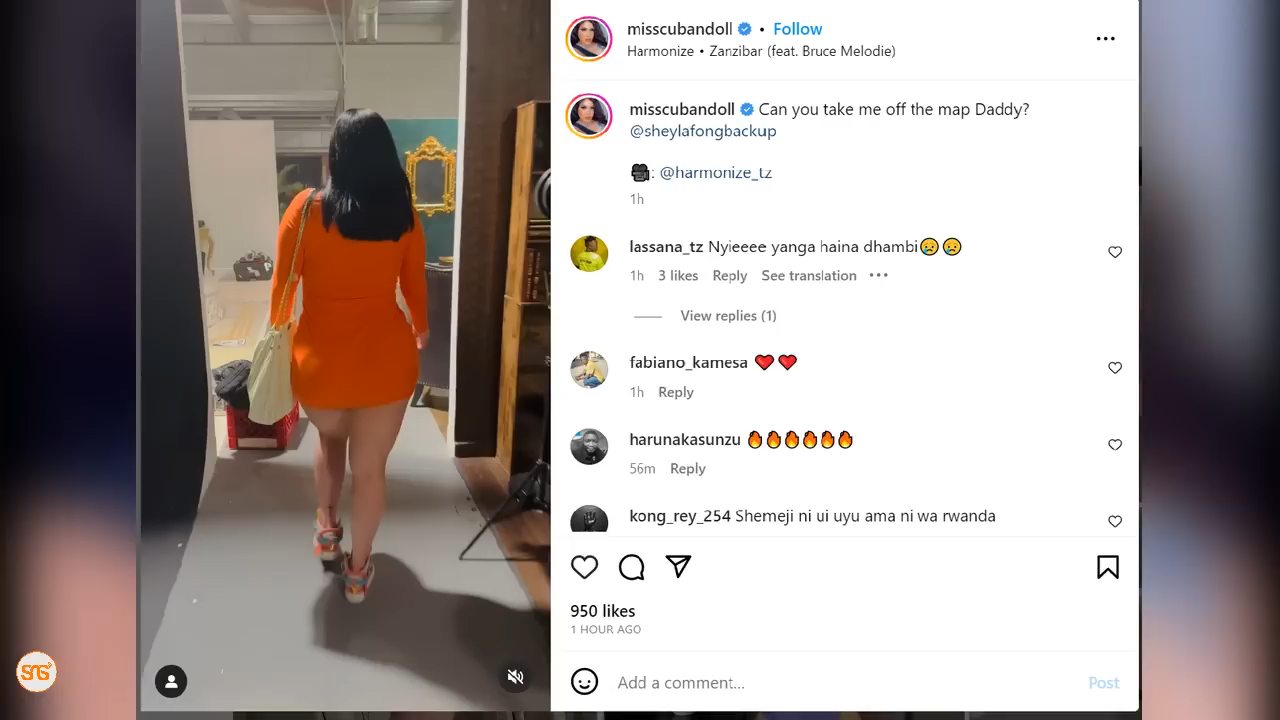 misscubandoll • Follow
Harmonize • Zanzibar (feat. Bruce Melodie)
misscubandoll Can you take me off the map Daddy?
@sheylafongbackup
🎥: @harmonize_tz
1h
lassana_tz Nyieeee yanga haina dhambi😥😥
1h 3 likes Reply See translation
View replies (1)
fabiano_kamesa ❤️❤️
1h Reply
harunakasunzu 🔥🔥🔥🔥🔥🔥
56m Reply
kong_rey_254 Shemeji ni ui uyu ama ni wa rwanda
950 likes
1 HOUR AGO
Add a comment... Post
SNS